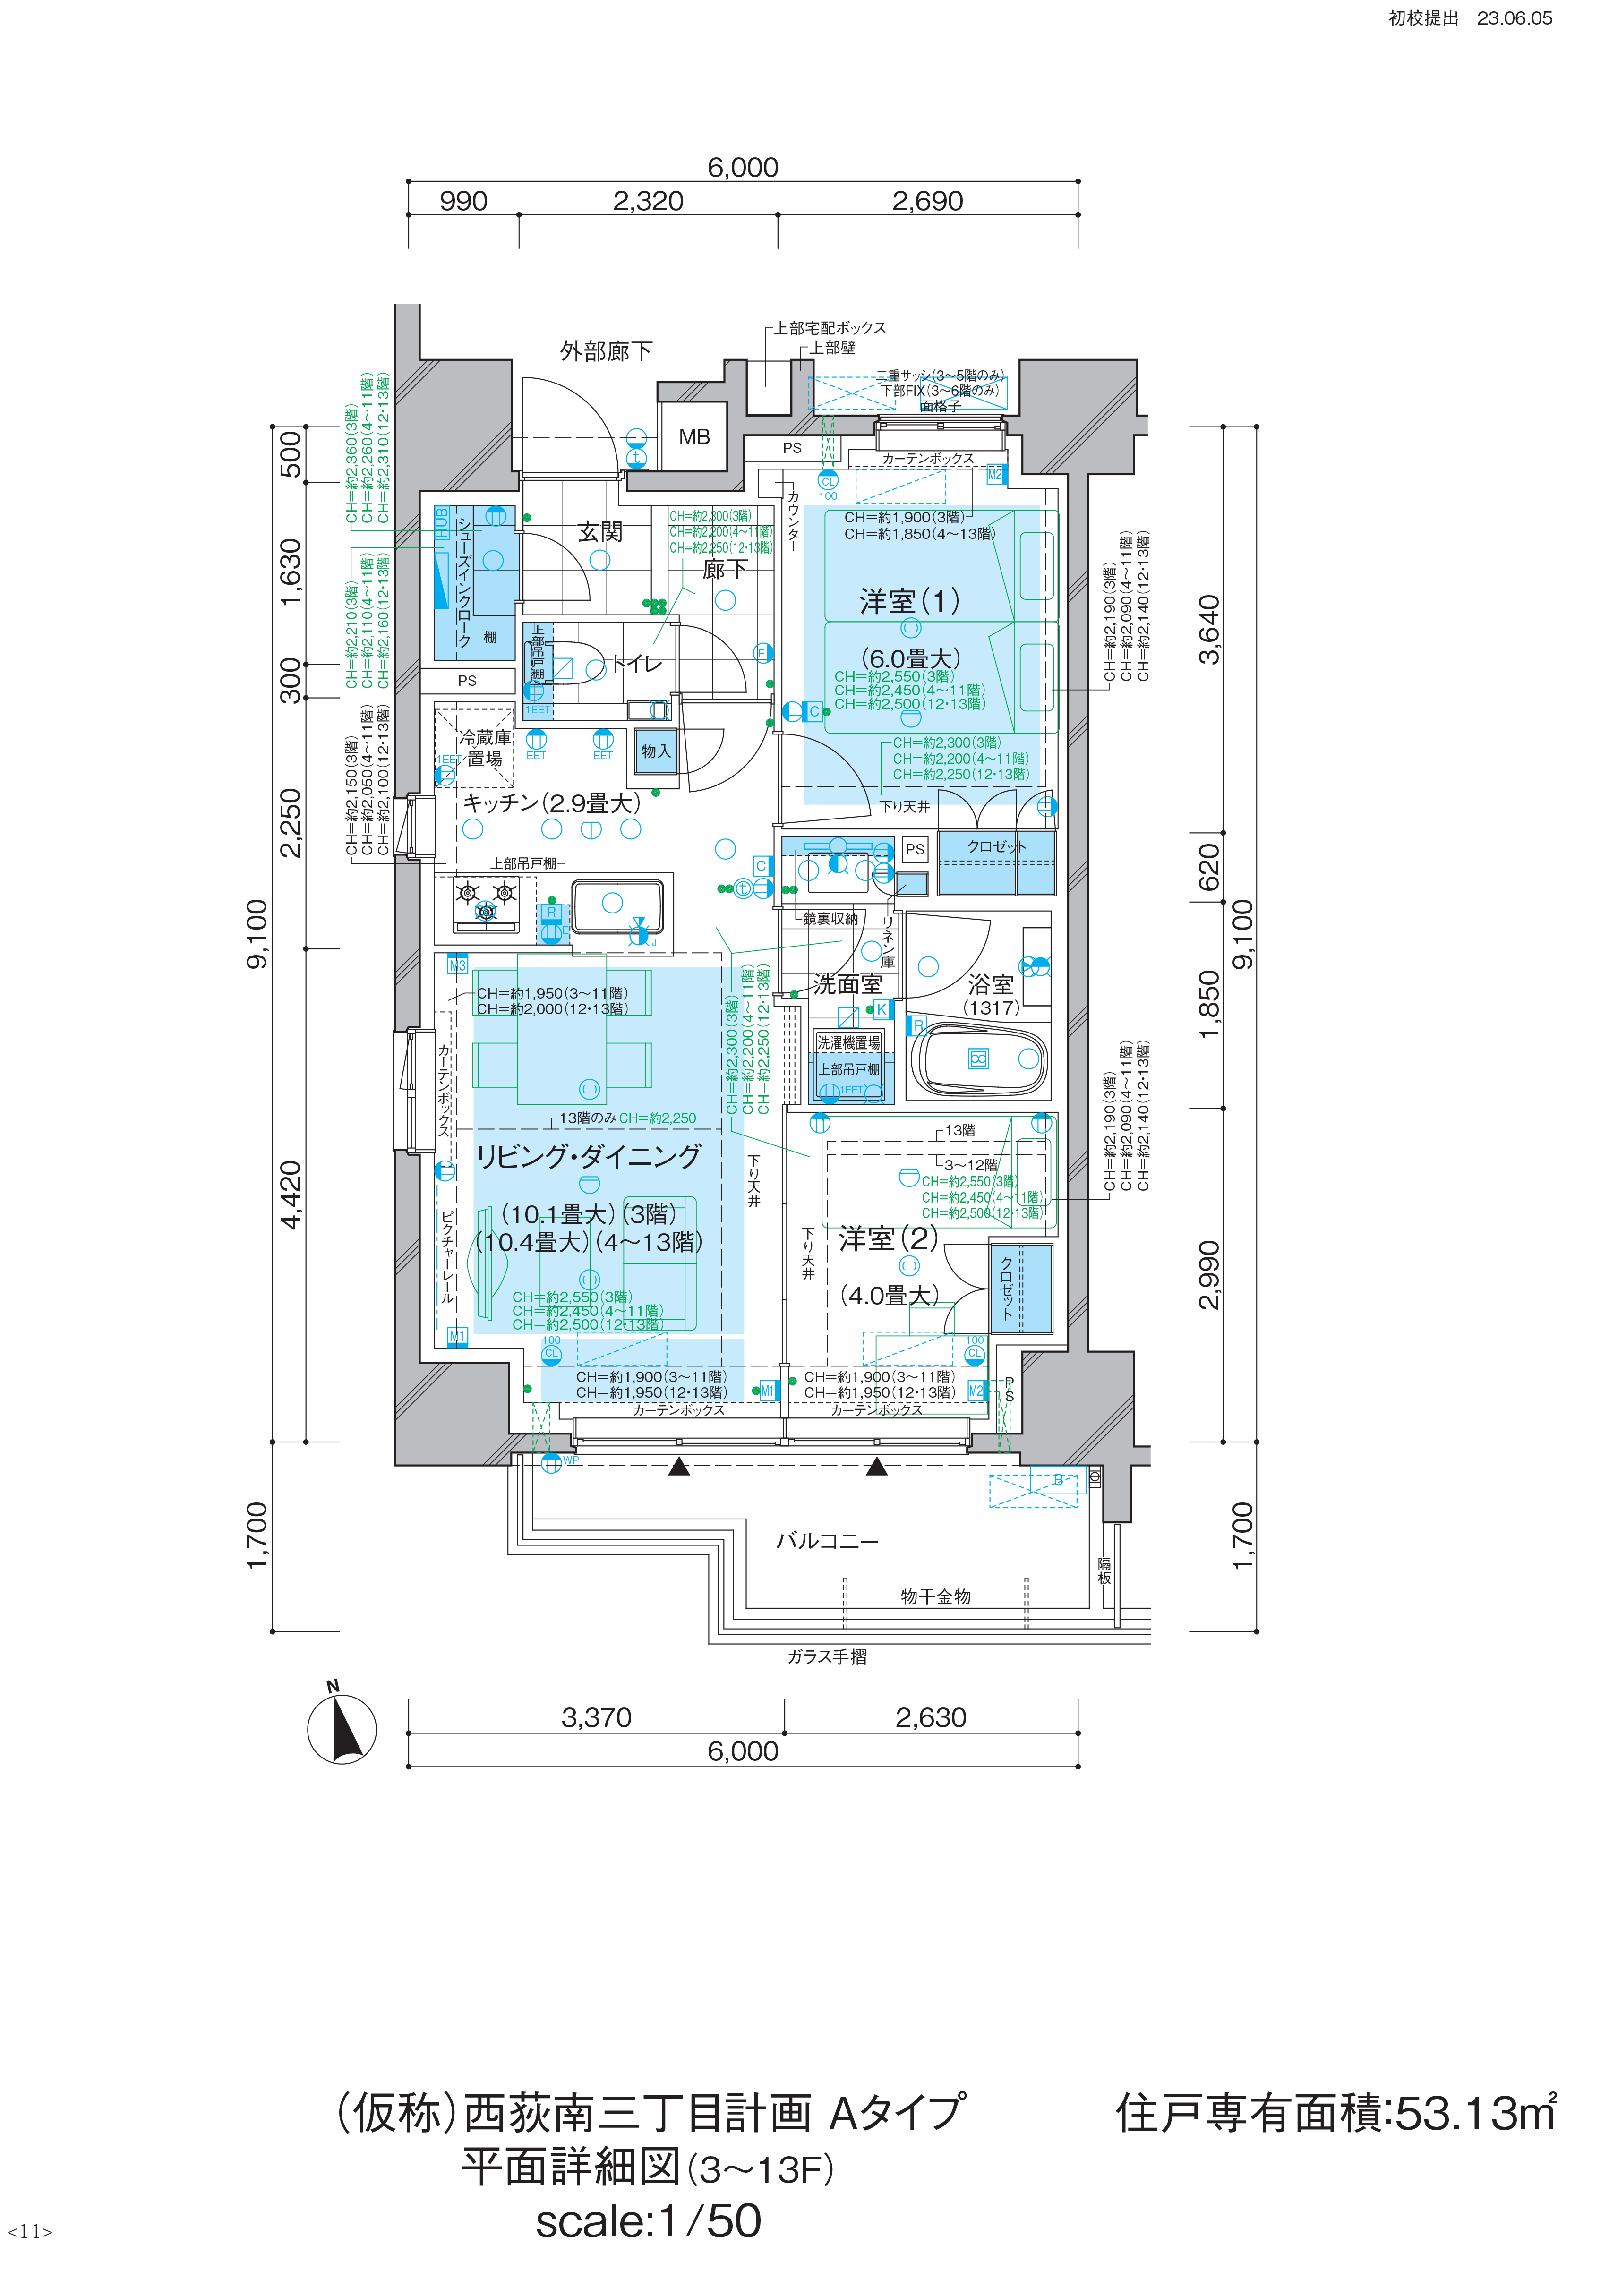 初校提出　23.06.05
6,000
990
2,320
2,690
外部廊下
上部宅配ボックス
上部壁
二重サッシ(3〜5階のみ)
下部FIX(3〜6階のみ)
面格子
MB
PS
カーテンボックス
CL
100
M2
カウンター
CH=約1,900(3階)
CH=約1,850(4〜13階)
500
1,630
300
2,250
4,420
9,100
1,700
CH=約2,360(3階)
CH=約2,260(4〜11階)
CH=約2,310(12・13階)
CH=約2,210(3階)
CH=約2,110(4〜11階)
CH=約2,160(12・13階)
CH=約2,150(3階)
CH=約2,050(4〜11階)
CH=約2,100(12・13階)
HUB
シューズインクローク
棚
玄関
CH=約2,300(3階)
CH=約2,200(4〜11階)
CH=約2,250(12・13階)
廊下
洋室(1)
(6.0畳大)
CH=約2,550(3階)
CH=約2,450(4〜11階)
CH=約2,500(12・13階)
CH=約2,300(3階)
CH=約2,200(4〜11階)
CH=約2,250(12・13階)
下り天井
CH=約2,190(3階)
CH=約2,090(4〜11階)
CH=約2,140(12・13階)
3,640
620
1,850
2,990
9,100
1,700
上部吊戸棚
トイレ
1EET
F
PS
C
冷蔵庫
置場
1EET
EET
EET
物入
キッチン(2.9畳大)
上部吊戸棚
R
E
J
C
t
t
PS
クロゼット
鏡裏収納
リネン庫
洗面室
浴室
(1317)
K
R
洗濯機置場
上部吊戸棚
1EET
M3
CH=約1,950(3〜11階)
CH=約2,000(12・13階)
カーテンボックス
CH=約2,300(3階)
CH=約2,200(4〜11階)
CH=約2,250(12・13階)
13階のみ CH=約2,250
リビング・ダイニング
(10.1畳大)(3階)
(10.4畳大)(4〜13階)
CH=約2,550(3階)
CH=約2,450(4〜11階)
CH=約2,500(12・13階)
下り天井
ピクチャーレール
M1
100
CL
CH=約1,900(3〜11階)
CH=約1,950(12・13階)
カーテンボックス
M1
13階
3〜12階
CH=約2,550(3階)
CH=約2,450(4〜11階)
CH=約2,500(12・13階)
洋室(2)
(4.0畳大)
下り天井
クロゼット
CH=約2,190(3階)
CH=約2,090(4〜11階)
CH=約2,140(12・13階)
100
CL
CH=約1,900(3〜11階)
CH=約1,950(12・13階)
カーテンボックス
M2
PS
WP
B
バルコニー
物干金物
隔板
ガラス手摺
N
3,370
2,630
6,000
(仮称)西荻南三丁目計画 Aタイプ
住戸専有面積:53.13㎡
平面詳細図(3〜13F)
scale:1/50
<11>